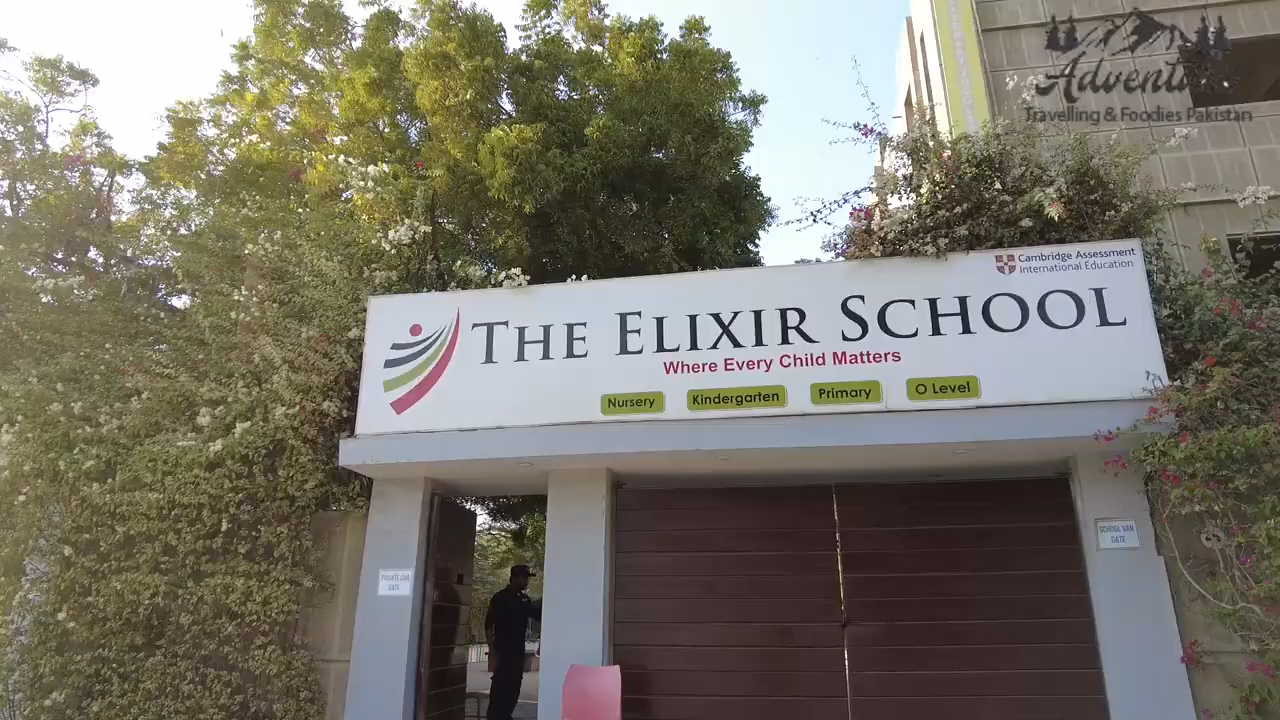 Adventure
Travelling & Foodies Pakistan
Cambridge Assessment
International Education
THE ELIXIR SCHOOL
Where Every Child Matters
Nursery
Kindergarten
Primary
O Level
SCHOOL VAN
GATE
PRIVATE CAR
GATE